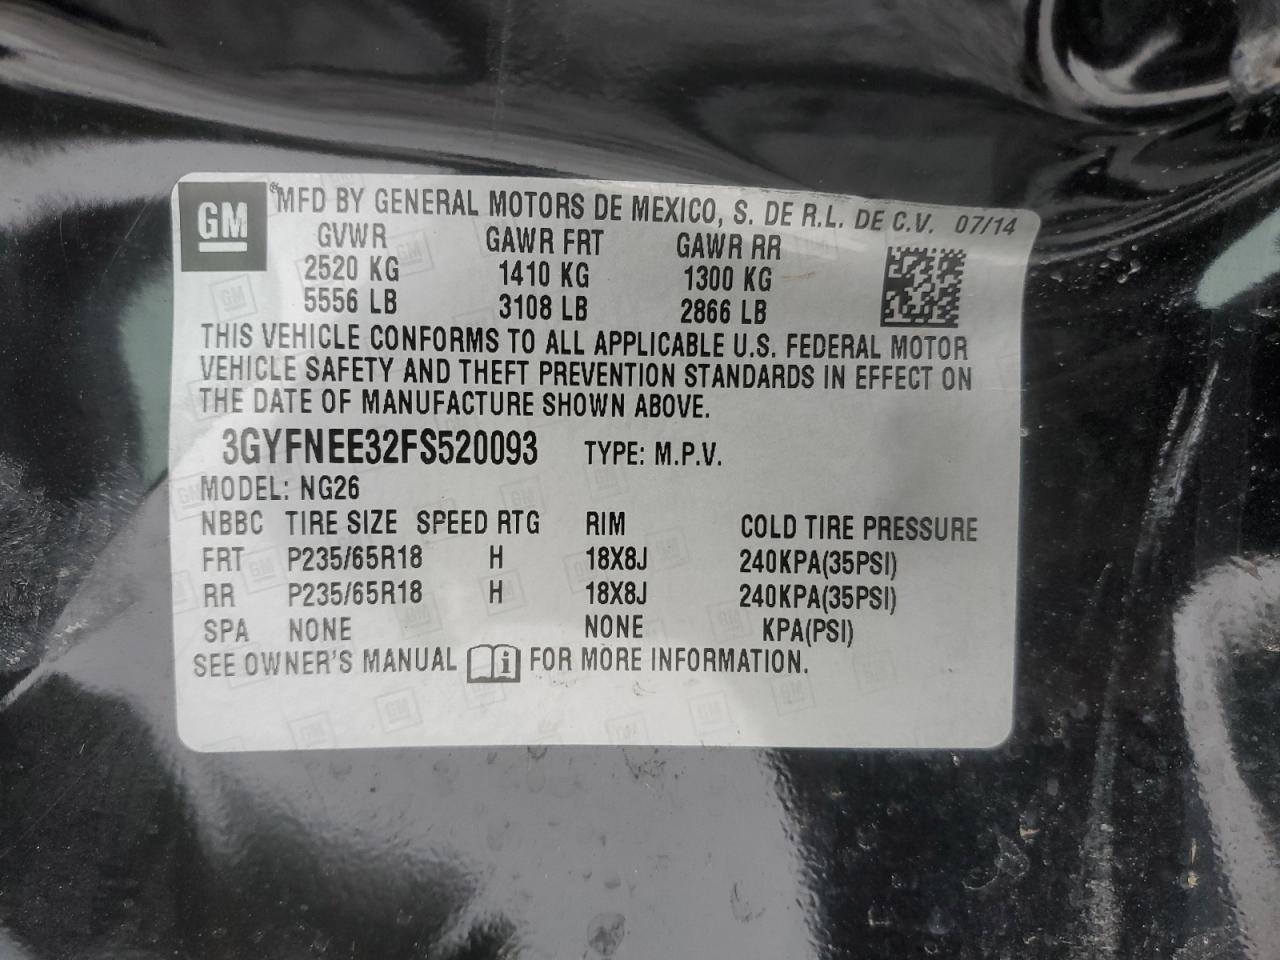 GM ® MFD BY GENERAL MOTORS DE MEXICO, S. DE R.L. DE C.V. 07/14
GVWR GAWR FRT GAWR RR
2520 KG 1410 KG 1300 KG
5556 LB 3108 LB 2866 LB
THIS VEHICLE CONFORMS TO ALL APPLICABLE U.S. FEDERAL MOTOR
VEHICLE SAFETY AND THEFT PREVENTION STANDARDS IN EFFECT ON
THE DATE OF MANUFACTURE SHOWN ABOVE.
3GYFNEE32FS520093 TYPE: M.P.V.
MODEL: NG26
NBBC TIRE SIZE SPEED RTG RIM COLD TIRE PRESSURE
FRT P235/65R18 H 18X8J 240KPA(35PSI)
RR P235/65R18 H 18X8J 240KPA(35PSI)
SPA NONE NONE KPA(PSI)
SEE OWNER'S MANUAL i FOR MORE INFORMATION.